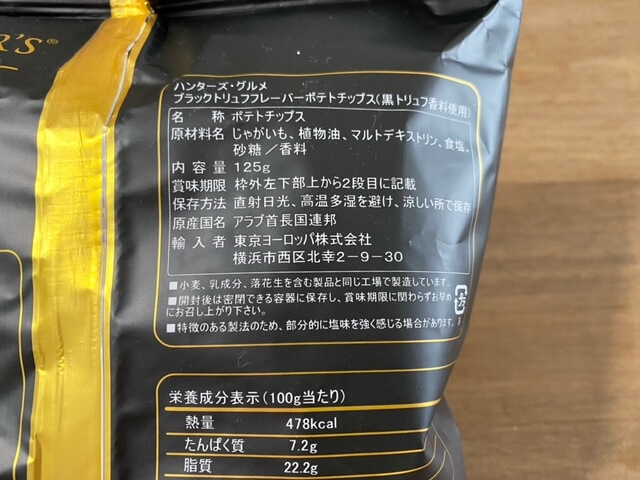 R'S®
ハンターズ・グルメ
ブラックトリュフフレーバーポテトチップス(黒トリュフ香料使用)
名 称 ポテトチップス
原材料名 じゃがいも、植物油、マルトデキストリン、食塩、
砂糖／香料
内 容 量 125g
賞味期限 枠外左下部上から2段目に記載
保存方法 直射日光、高温多湿を避け、涼しい所で保存
原産国名 アラブ首長国連邦
輸 入 者 東京ヨーロッパ株式会社
横浜市西区北幸2-9-30
■小麦、乳成分、落花生を含む製品と同じ工場で製造しています。
■開封後は密閉できる容器に保存し、賞味期限に関わらずお早め
にお召し上がり下さい。
■特徴のある製法のため、部分的に塩味を強く感じる場合があります。
栄養成分表示(100g当たり)
熱量 478kcal
たんぱく質 7.2g
脂質 22.2g